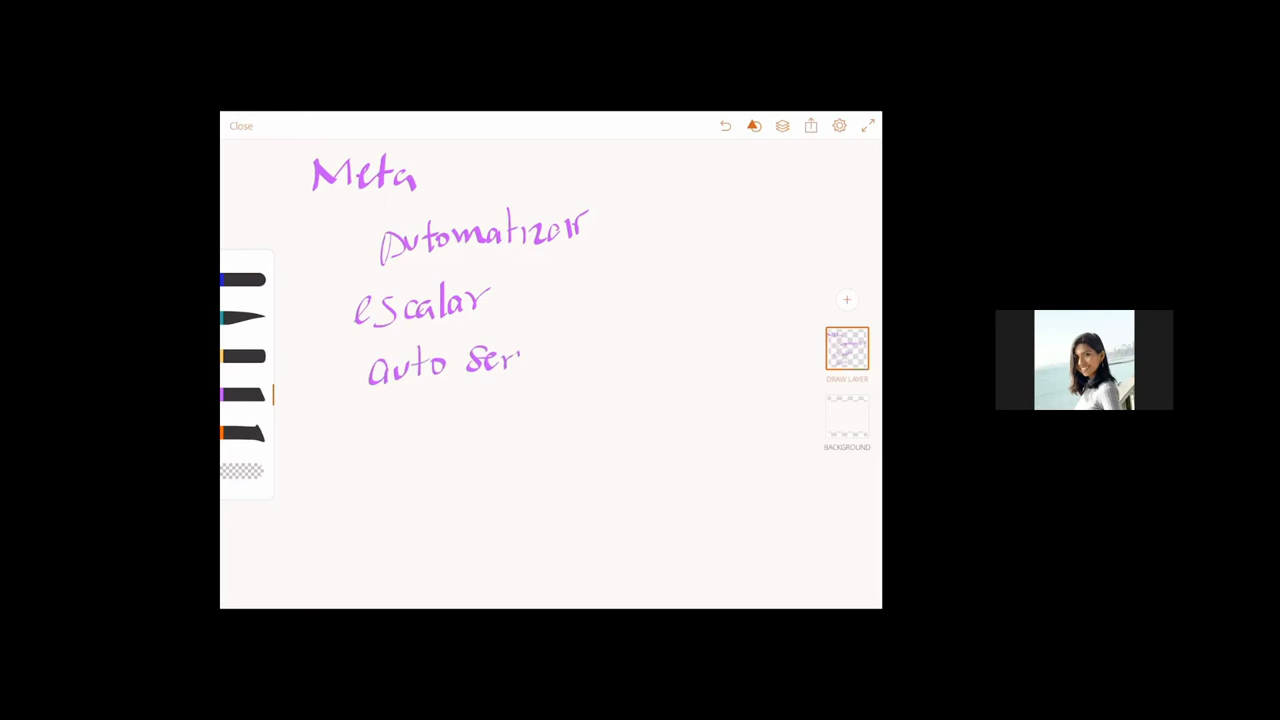 Close
Meta
Automatizar
escalar
auto ser
DRAW LAYER
BACKGROUND